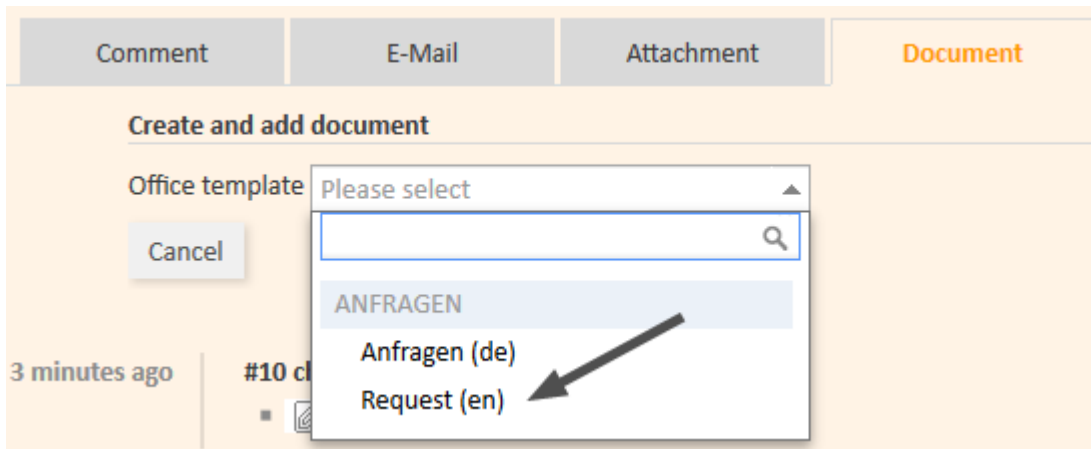 Comment E-Mail Attachment Document
Create and add document
Office template Please select
Cancel
ANFRAGEN
Anfragen (de)
3 minutes ago #10
Request (en)